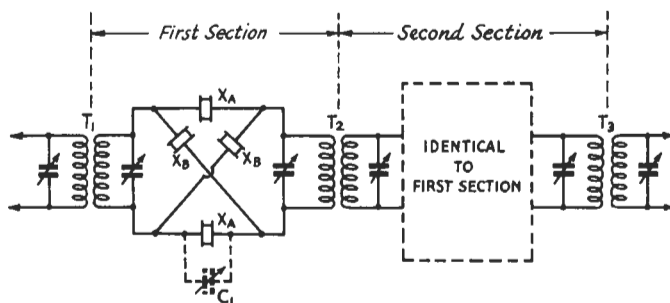 First Section
Second Section
T1
XA
XB
XB
XA
C1
T2
IDENTICAL
TO
FIRST SECTION
T3